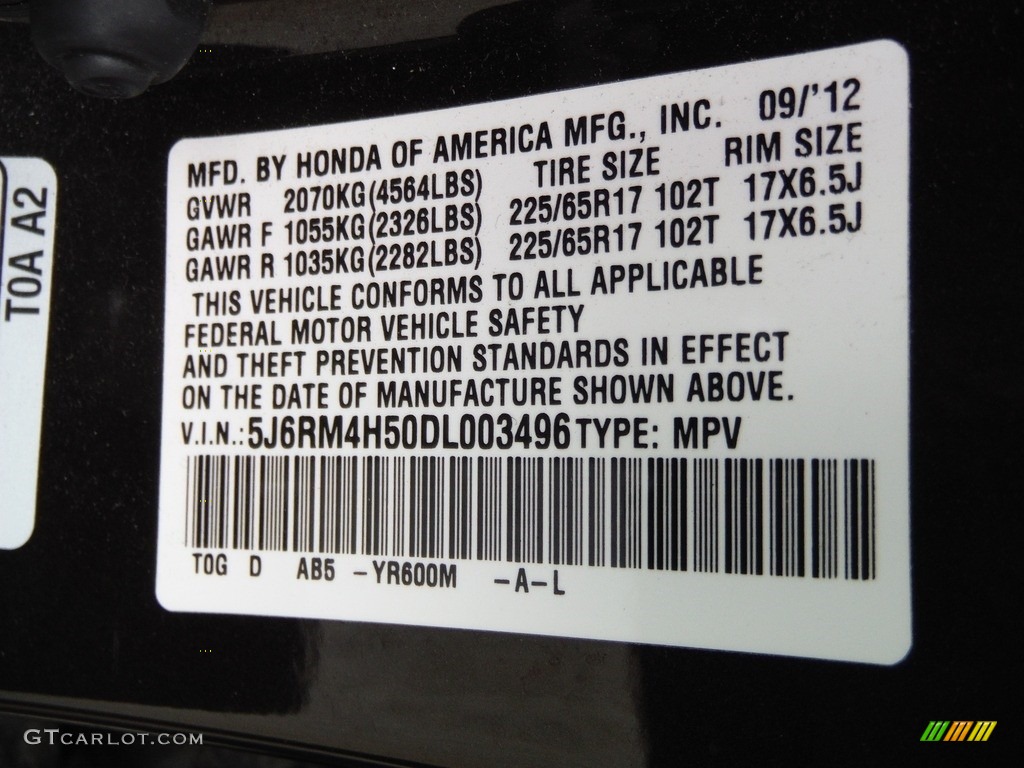 MFD. BY HONDA OF AMERICA MFG., INC. 09/'12
GVWR 2070KG(4564LBS) TIRE SIZE RIM SIZE
GAWR F 1055KG(2326LBS) 225/65R17 102T 17X6.5J
GAWR R 1035KG(2282LBS) 225/65R17 102T 17X6.5J
THIS VEHICLE CONFORMS TO ALL APPLICABLE
FEDERAL MOTOR VEHICLE SAFETY
AND THEFT PREVENTION STANDARDS IN EFFECT
ON THE DATE OF MANUFACTURE SHOWN ABOVE.
V.I.N.:5J6RM4H50DL003496 TYPE: MPV
T0G D AB5 -YR600M -A-L
T0A A2
GTCARLOT.COM